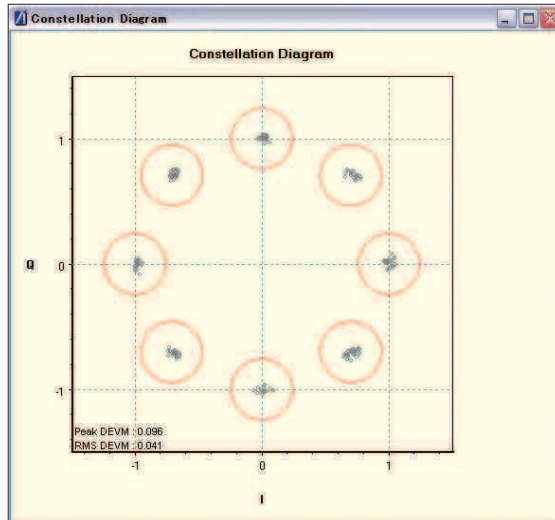 Constellation Diagram
Constellation Diagram
1
Q
0
-1
Peak DEVM : 0.096
RMS DEVM : 0.041
-1 0 1
I